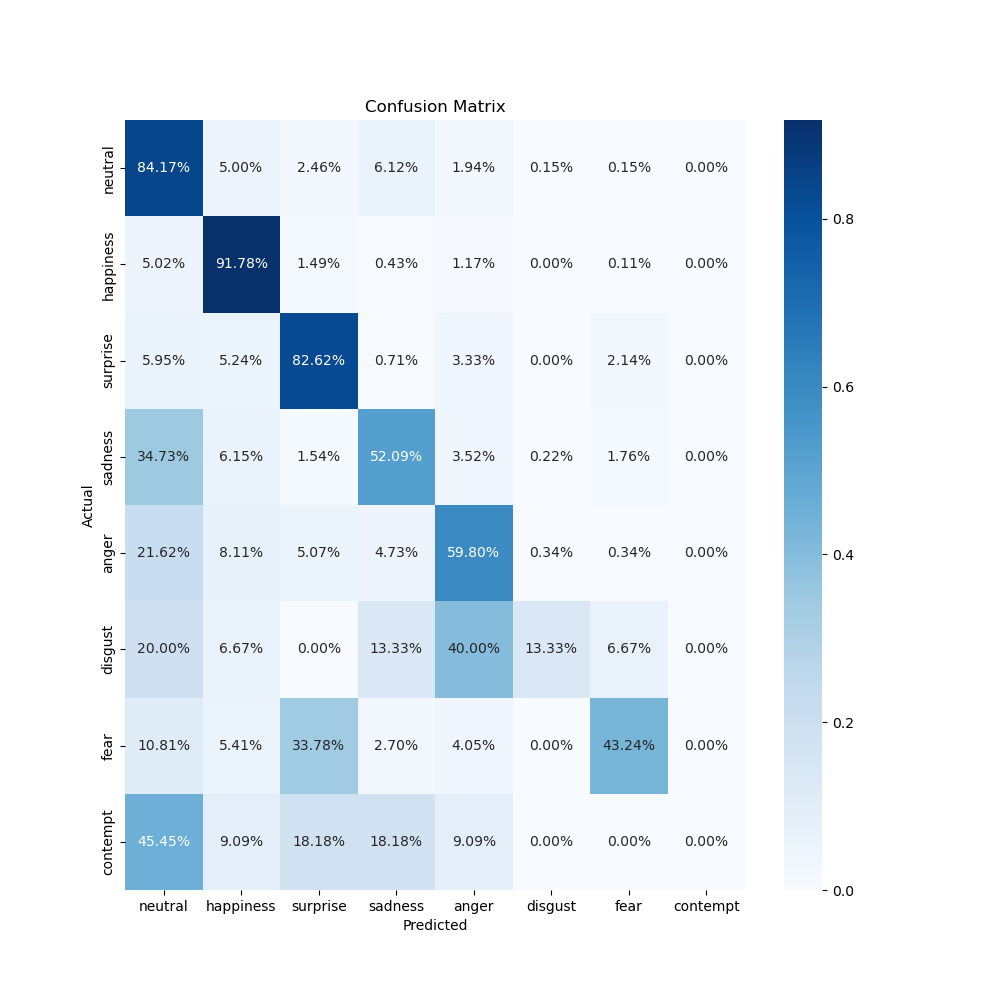 Confusion Matrix
neutral 84.17% 5.00% 2.46% 6.12% 1.94% 0.15% 0.15% 0.00%
happiness 5.02% 91.78% 1.49% 0.43% 1.17% 0.00% 0.11% 0.00%
surprise 5.95% 5.24% 82.62% 0.71% 3.33% 0.00% 2.14% 0.00%
sadness 34.73% 6.15% 1.54% 52.09% 3.52% 0.22% 1.76% 0.00%
anger 21.62% 8.11% 5.07% 4.73% 59.80% 0.34% 0.34% 0.00%
disgust 20.00% 6.67% 0.00% 13.33% 40.00% 13.33% 6.67% 0.00%
fear 10.81% 5.41% 33.78% 2.70% 4.05% 0.00% 43.24% 0.00%
contempt 45.45% 9.09% 18.18% 18.18% 9.09% 0.00% 0.00% 0.00%
neutral happiness surprise sadness anger disgust fear contempt
Predicted
Actual
0.8
0.6
0.4
0.2
0.0